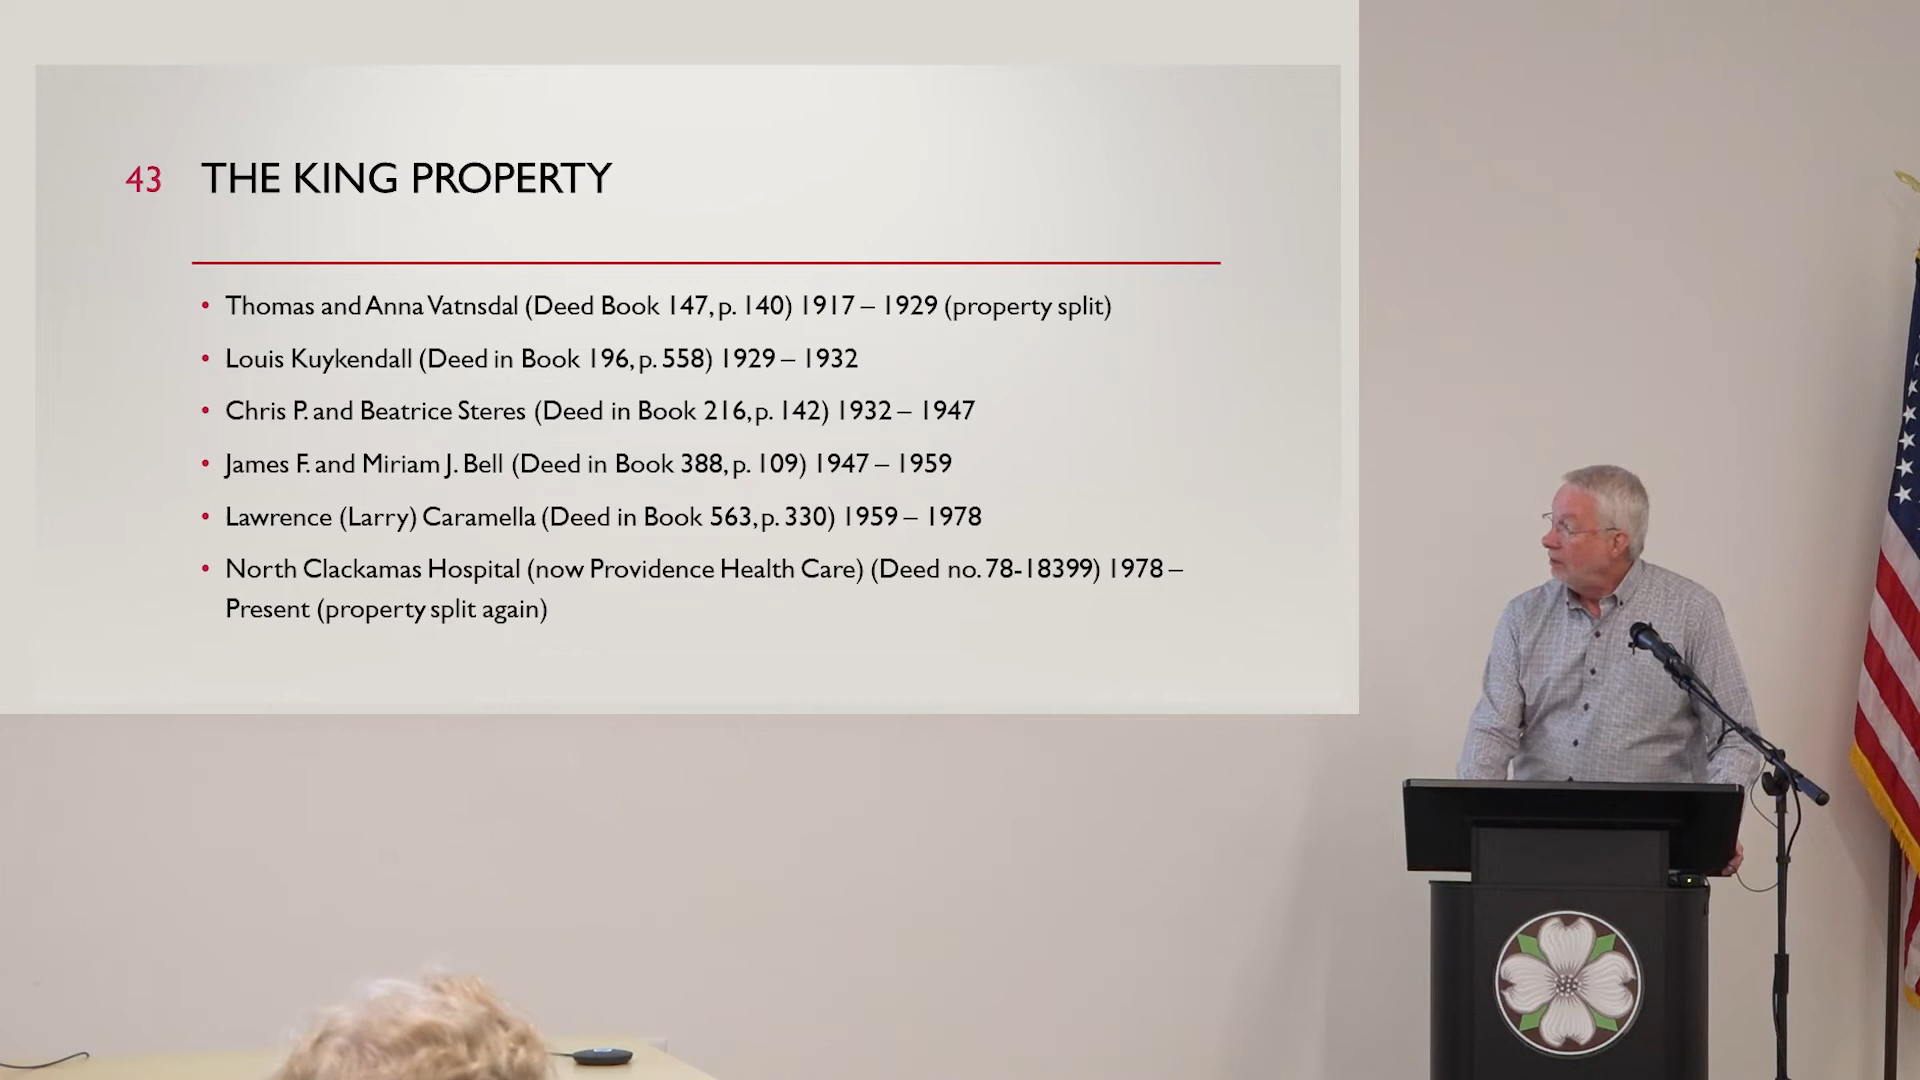 43 THE KING PROPERTY
• Thomas and Anna Vatnsdal (Deed Book 147, p. 140) 1917 – 1929 (property split)
• Louis Kuykendall (Deed in Book 196, p. 558) 1929 – 1932
• Chris P. and Beatrice Steres (Deed in Book 216, p. 142) 1932 – 1947
• James F. and Miriam J. Bell (Deed in Book 388, p. 109) 1947 – 1959
• Lawrence (Larry) Caramella (Deed in Book 563, p. 330) 1959 – 1978
• North Clackamas Hospital (now Providence Health Care) (Deed no. 78-18399) 1978 –
Present (property split again)